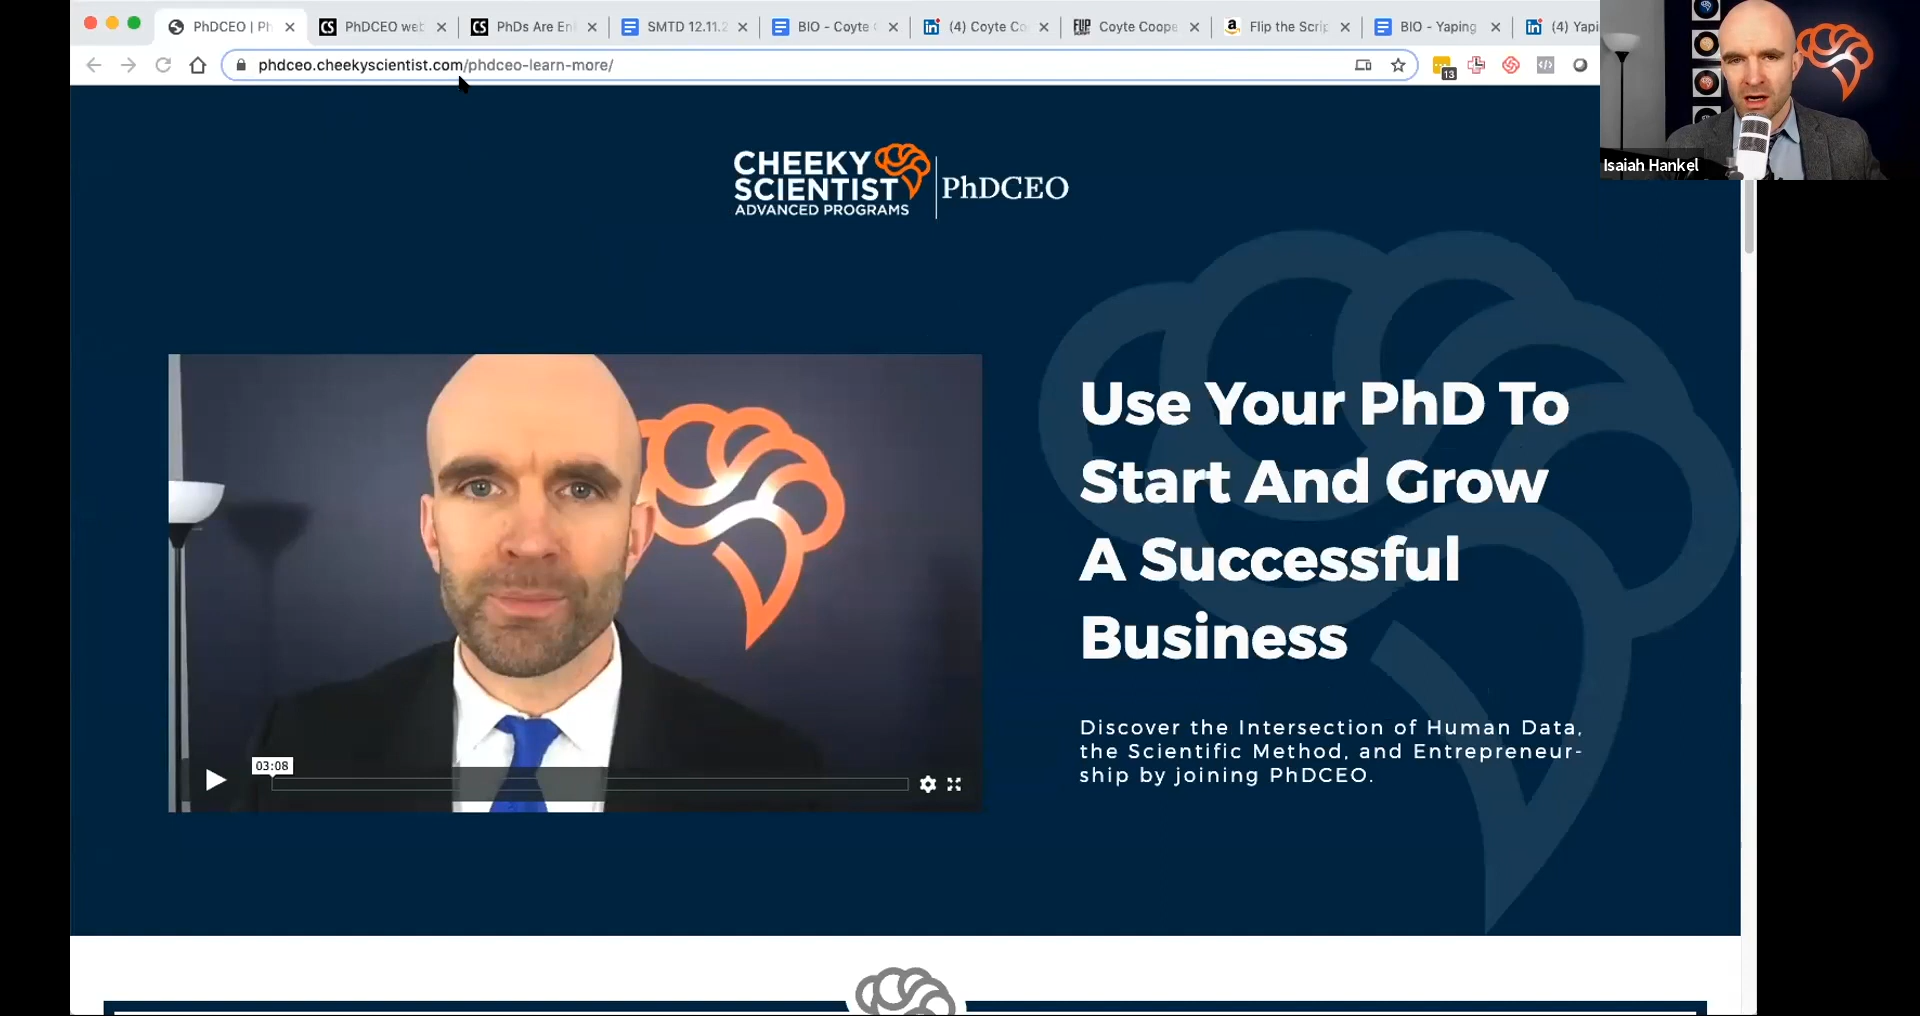 PhDCEO | Ph
PhDCEO web
PhDs Are En
SMTD 12.11.2
BIO - Coyte
(4) Coyte Co
Coyte Coope
Flip the Scrip
BIO - Yaping
(4) Yapi
phdceo.cheekyscientist.com/phdceo-learn-more/
13
Isaiah Hankel
CHEEKY
SCIENTIST
ADVANCED PROGRAMS
PhDCEO
Use Your PhD To
Start And Grow
A Successful
Business
Discover the Intersection of Human Data,
the Scientific Method, and Entrepreneur-
ship by joining PhDCEO.
03:08